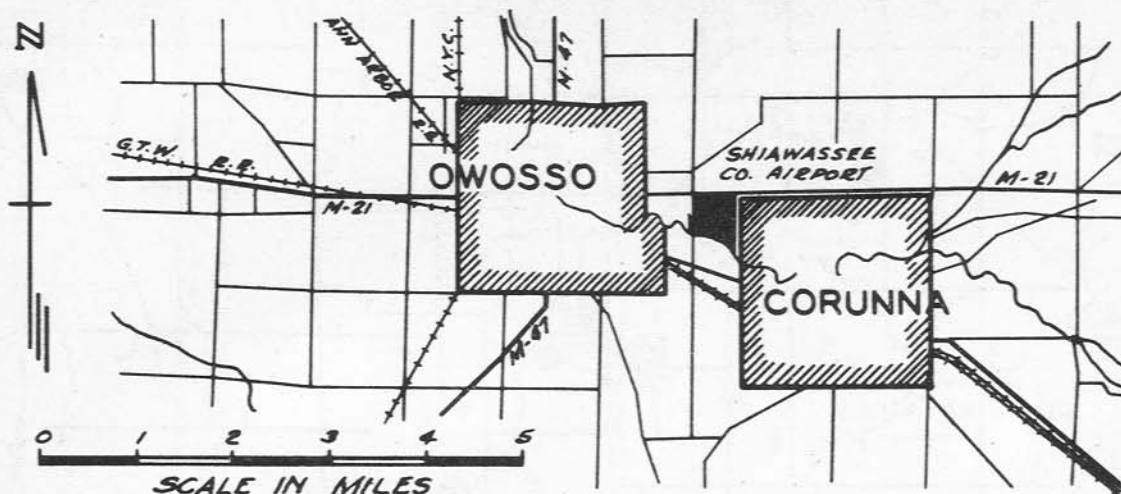 N
ANN ARBOR
R.R.
N.Y.C.
M-47
G.T.W.
R.R.
OWOSSO
SHIAWASSEE
CO. AIRPORT
M-21
M-21
CORUNNA
M-47
0 1 2 3 4 5
SCALE IN MILES